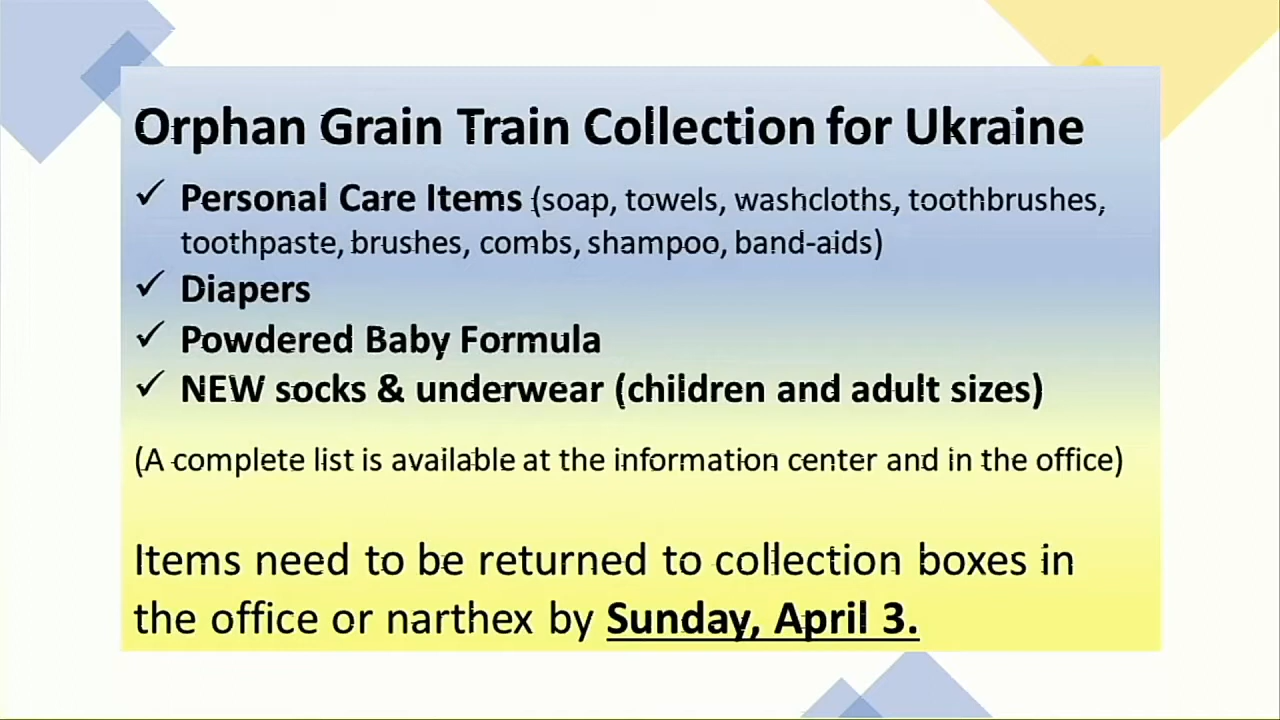 Orphan Grain Train Collection for Ukraine
✓ Personal Care Items (soap, towels, washcloths, toothbrushes,
toothpaste, brushes, combs, shampoo, band-aids)
✓ Diapers
✓ Powdered Baby Formula
✓ NEW socks & underwear (children and adult sizes)
(A complete list is available at the information center and in the office)
Items need to be returned to collection boxes in
the office or narthex by Sunday, April 3.